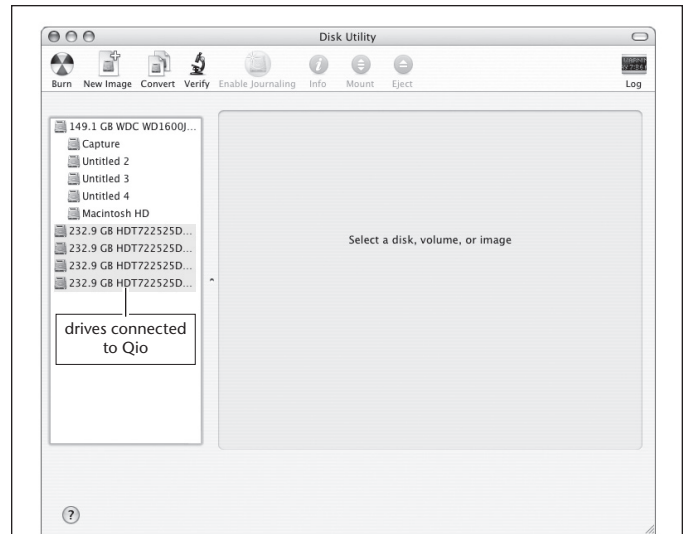 Disk Utility
Burn New Image Convert Verify Enable Journaling Info Mount Eject Log
149.1 GB WDC WD1600J...
Capture
Untitled 2
Untitled 3
Untitled 4
Macintosh HD
232.9 GB HDT722525D...
232.9 GB HDT722525D...
232.9 GB HDT722525D...
232.9 GB HDT722525D...
Select a disk, volume, or image
drives connected
to Qio
?